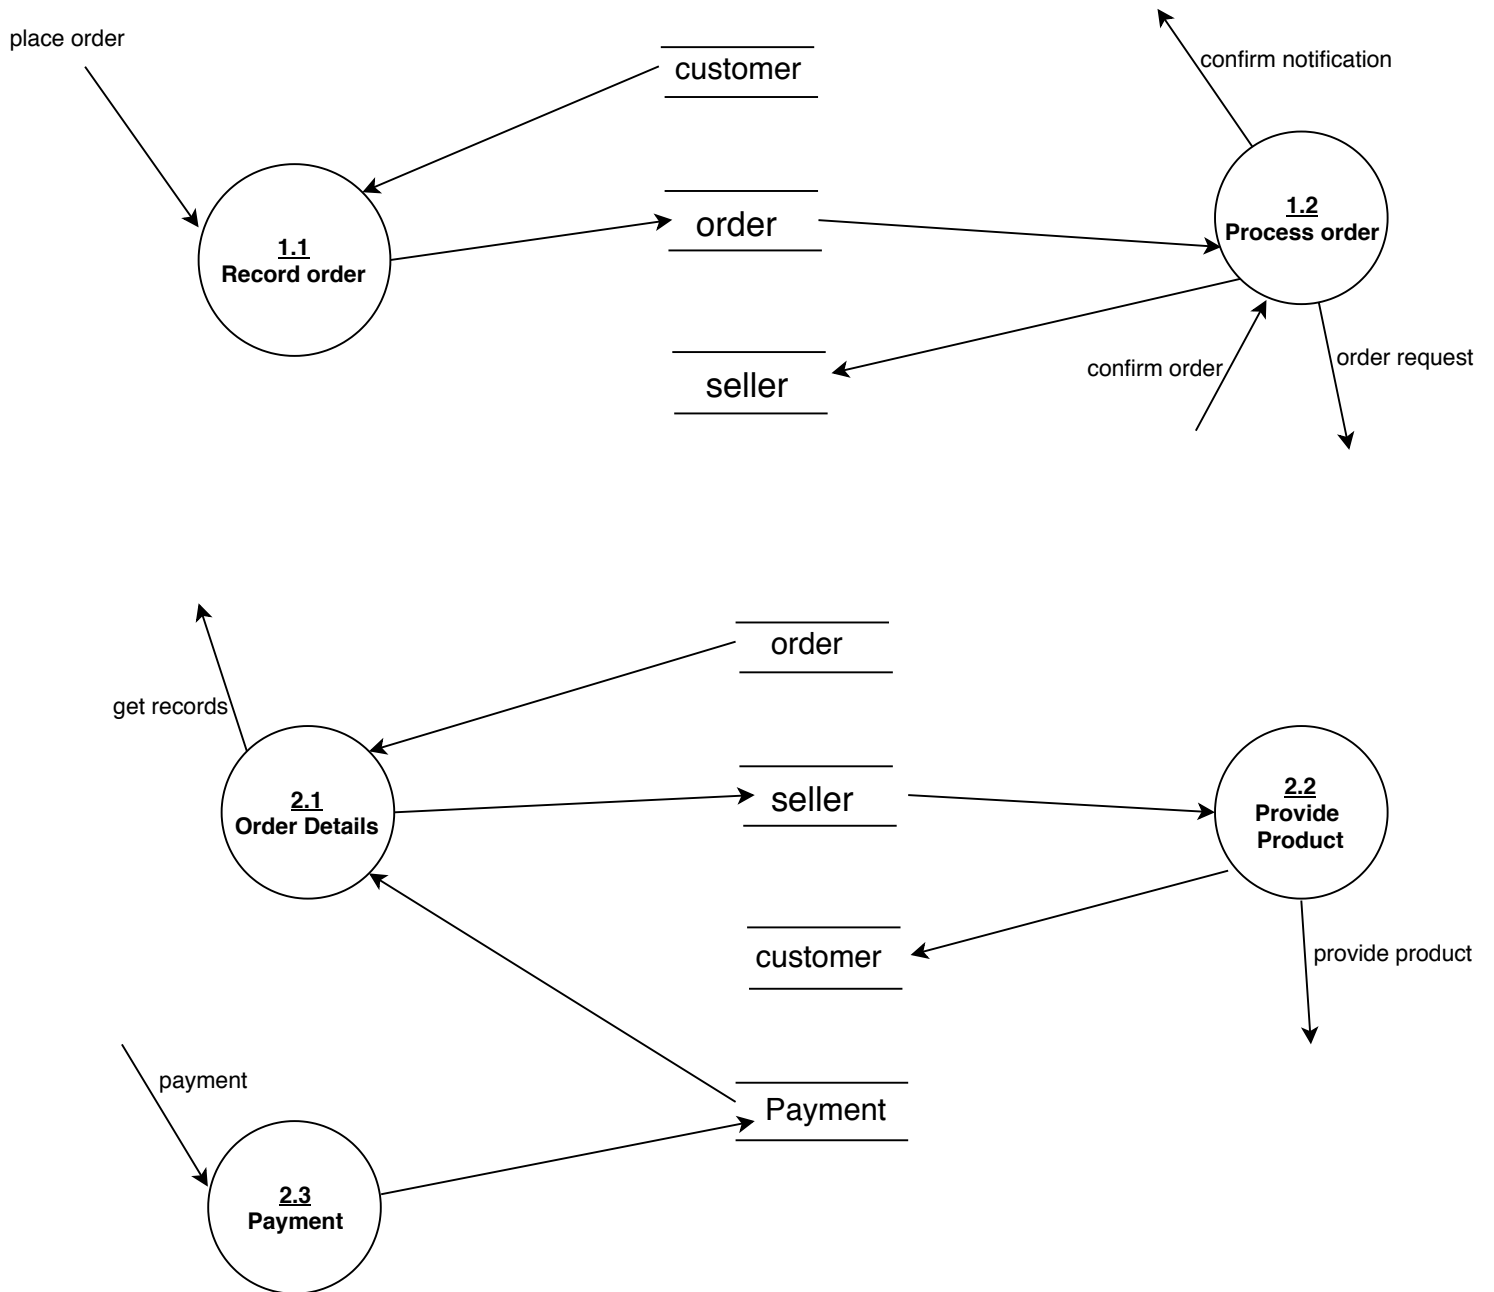 place order
customer
confirm notification
order
1.1
Record order
1.2
Process order
seller
confirm order
order request
order
get records
2.1
Order Details
seller
2.2
Provide
Product
customer
provide product
payment
Payment
2.3
Payment